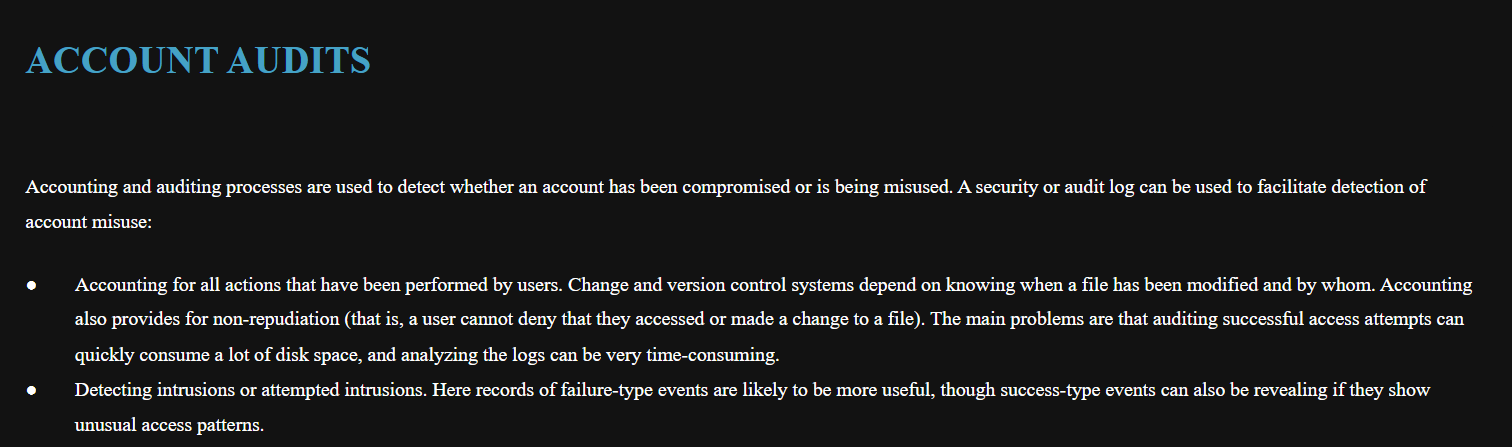 ACCOUNT AUDITS
Accounting and auditing processes are used to detect whether an account has been compromised or is being misused. A security or audit log can be used to facilitate detection of
account misuse:
● Accounting for all actions that have been performed by users. Change and version control systems depend on knowing when a file has been modified and by whom. Accounting
also provides for non-repudiation (that is, a user cannot deny that they accessed or made a change to a file). The main problems are that auditing successful access attempts can
quickly consume a lot of disk space, and analyzing the logs can be very time-consuming.
● Detecting intrusions or attempted intrusions. Here records of failure-type events are likely to be more useful, though success-type events can also be revealing if they show
unusual access patterns.